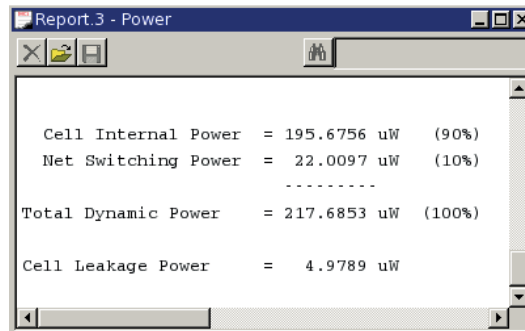 Report.3 - Power
Cell Internal Power = 195.6756 uW (90%)
Net Switching Power = 22.0097 uW (10%)
---------
Total Dynamic Power = 217.6853 uW (100%)
Cell Leakage Power = 4.9789 uW